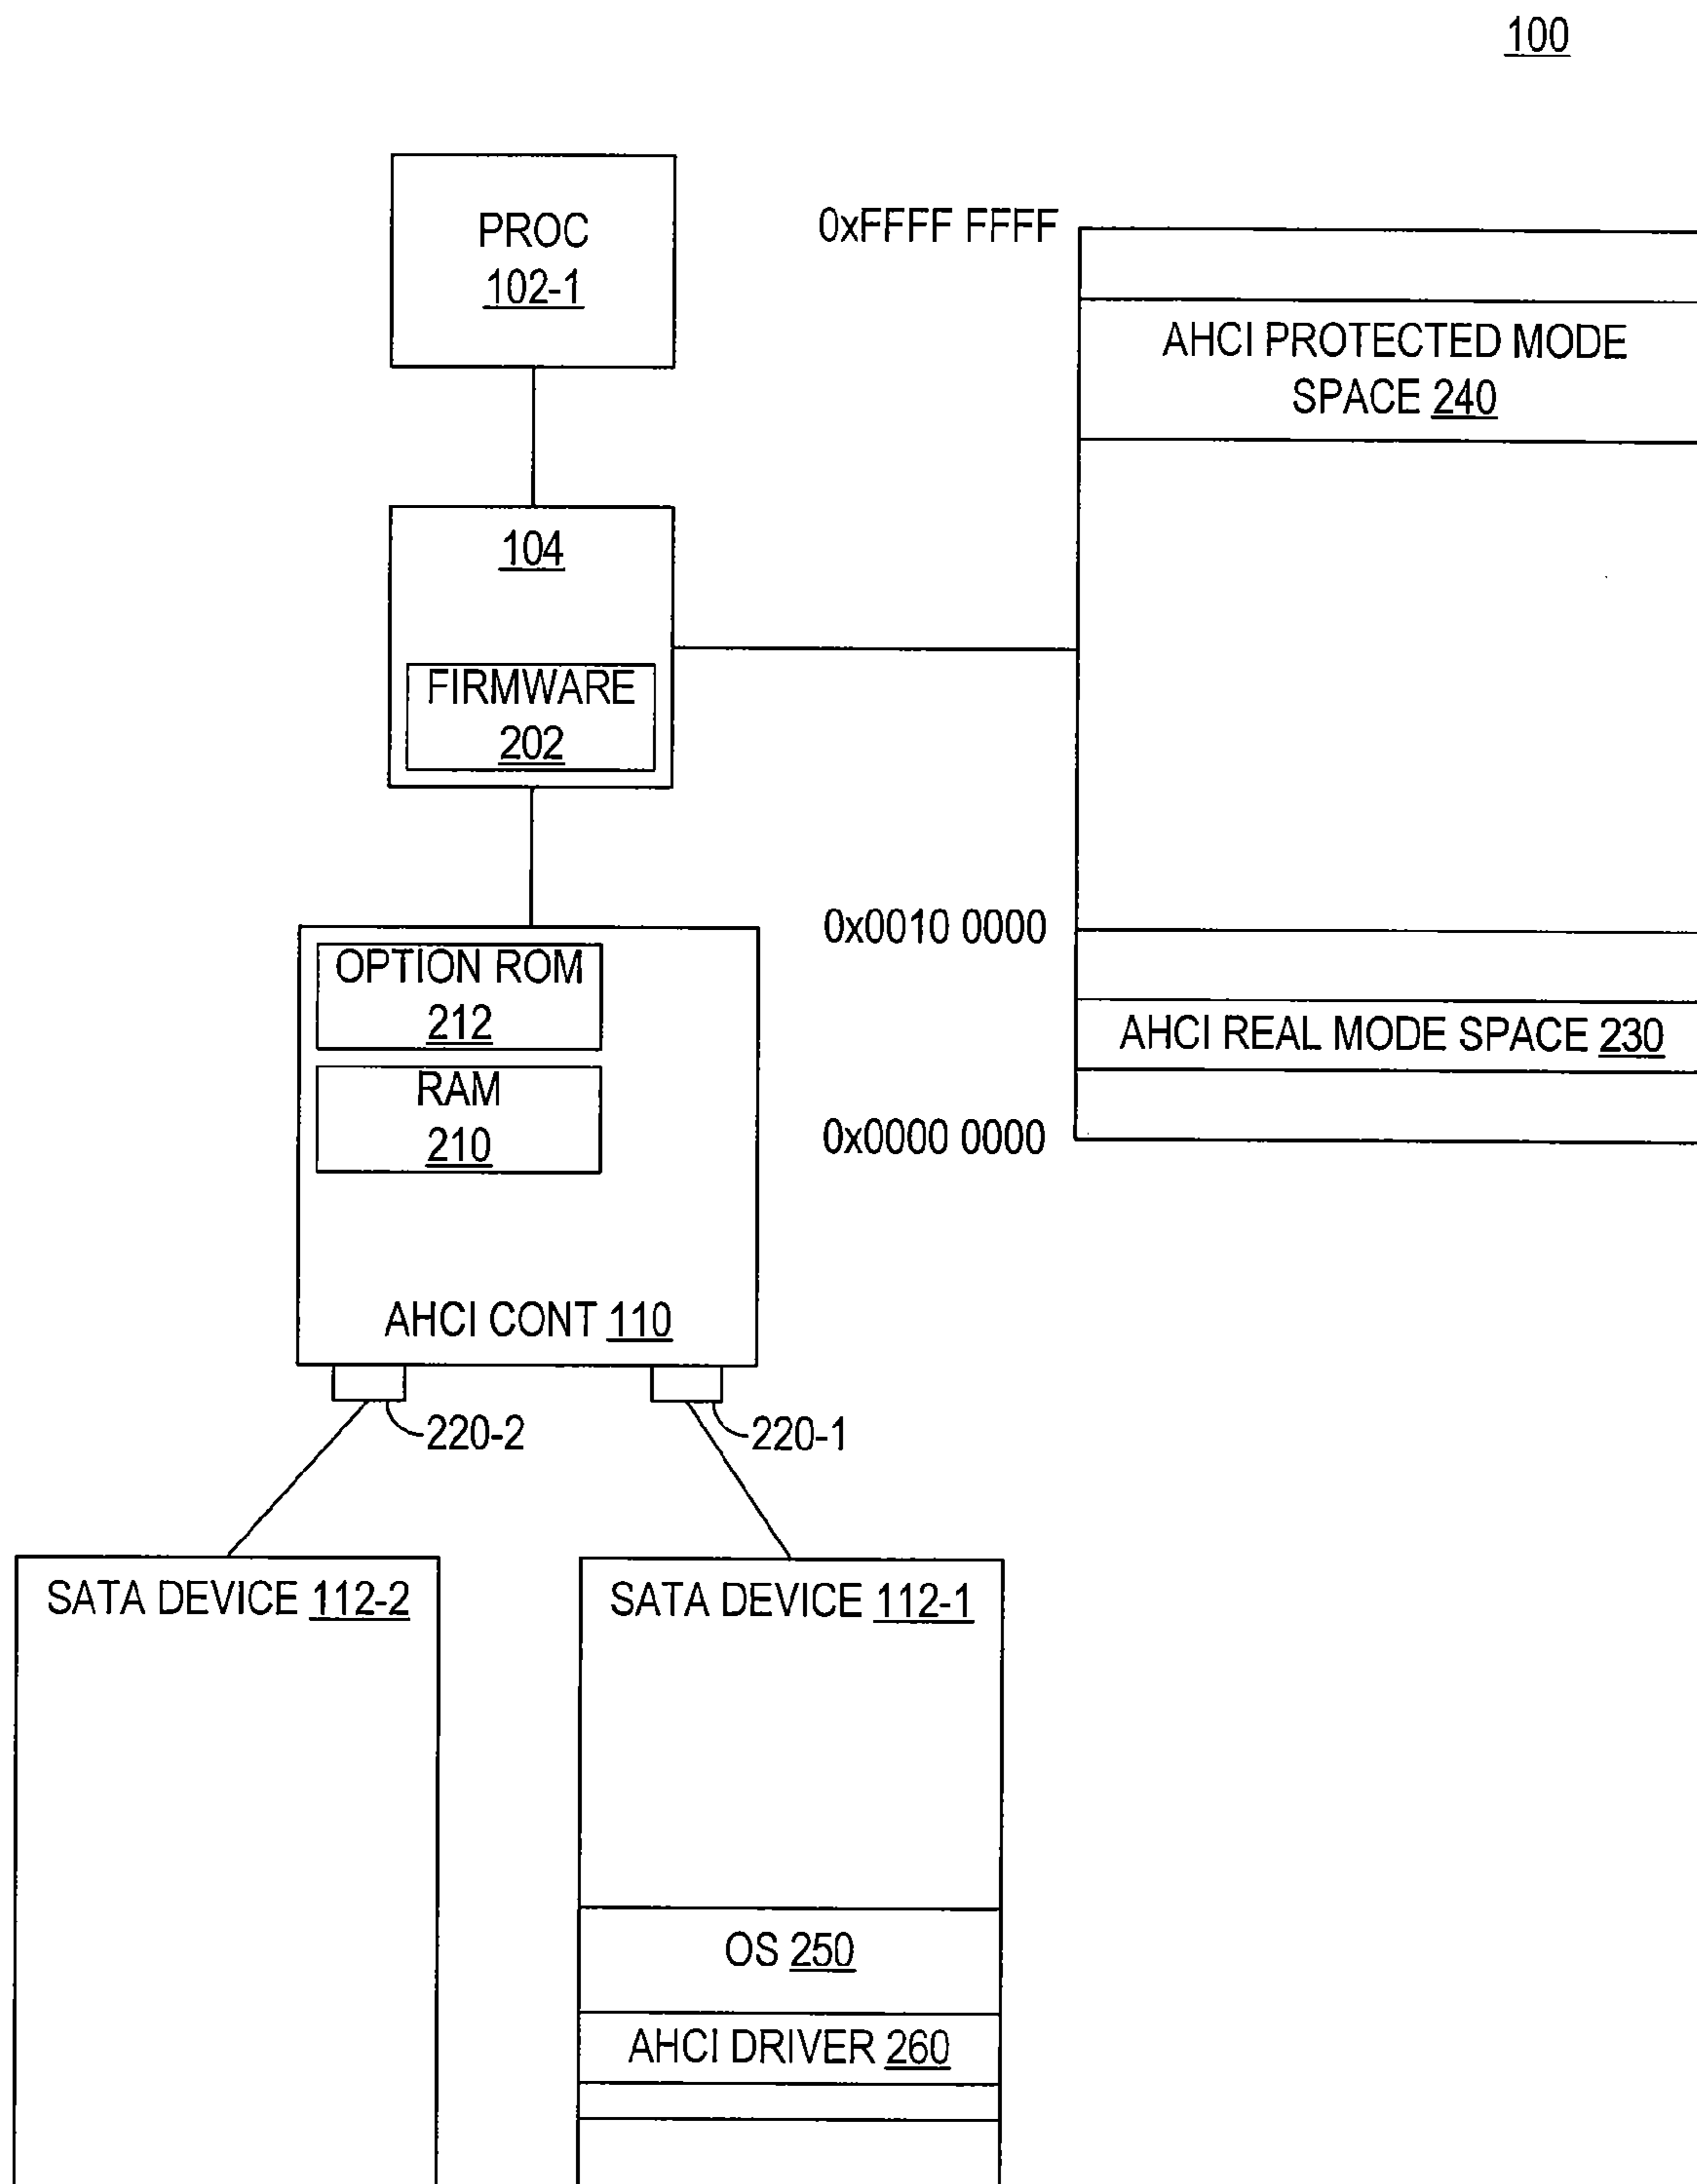 100
PROC
102-1
0xFFFF FFFF
AHCI PROTECTED MODE
SPACE 240
104
FIRMWARE
202
0x0010 0000
OPTION ROM
212
AHCI REAL MODE SPACE 230
RAM
210
0x0000 0000
AHCI CONT 110
220-2
220-1
SATA DEVICE 112-2
SATA DEVICE 112-1
OS 250
AHCI DRIVER 260